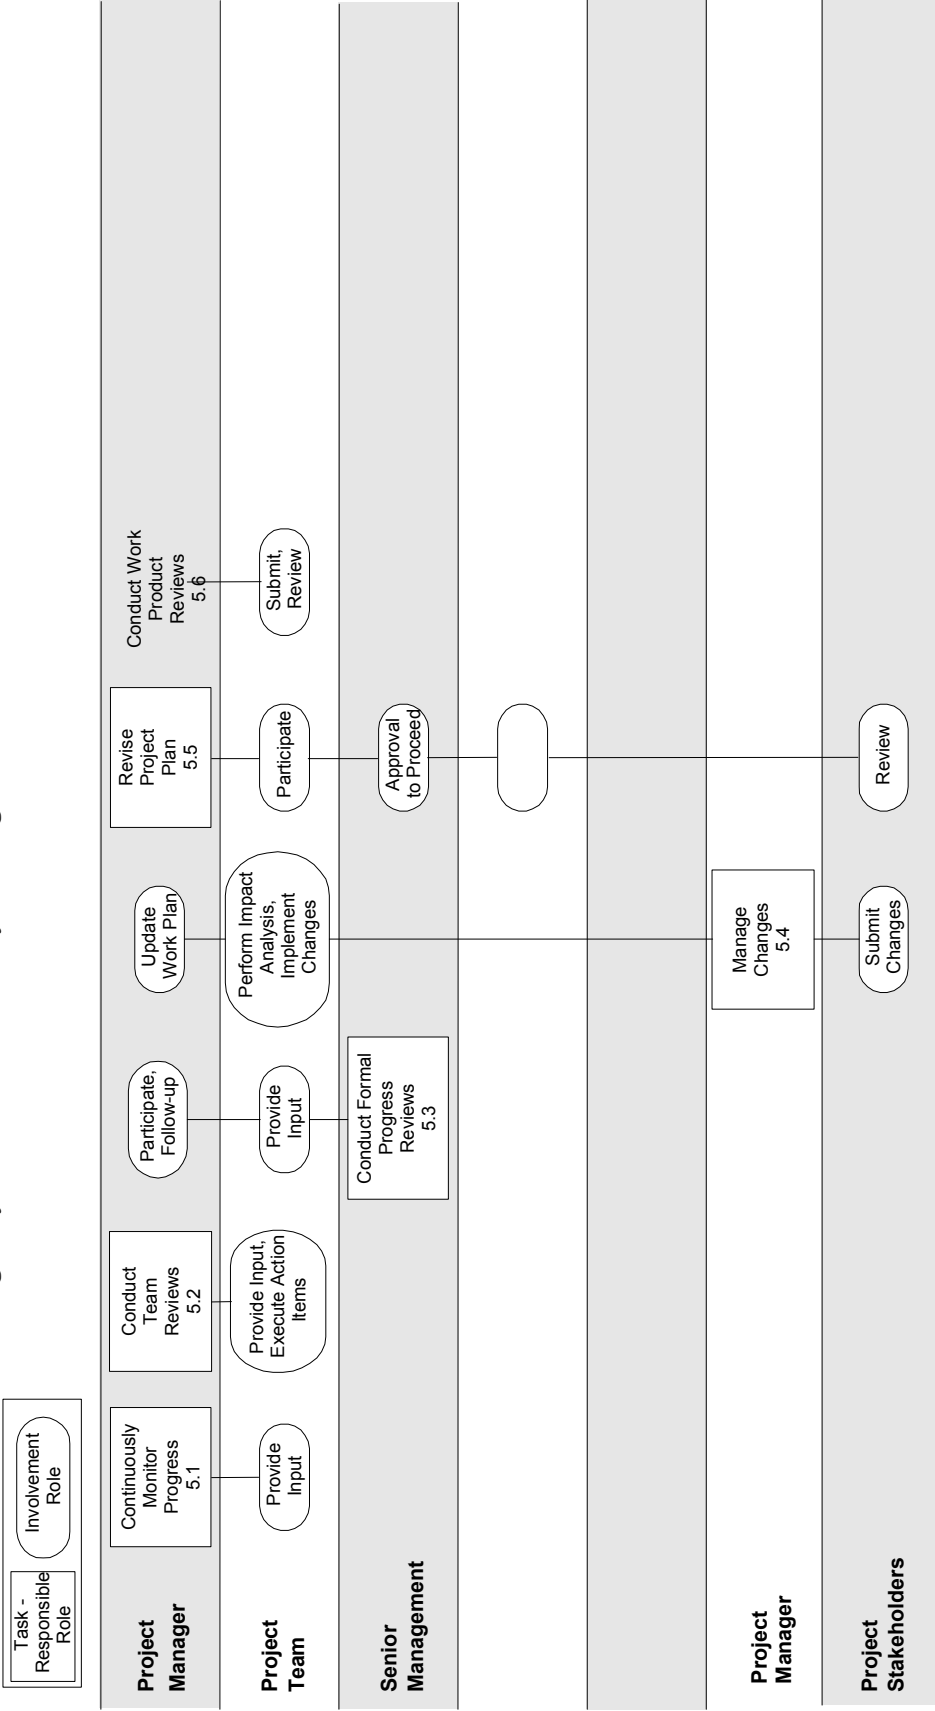 Task -
Responsible
Role
Involvement
Role
Project
Manager
Continuously
Monitor
Progress
5.1
Conduct
Team
Reviews
5.2
Participate,
Follow-up
Update
Work Plan
Revise
Project
Plan
5.5
Conduct Work
Product
Reviews
5.6
Project
Team
Provide
Input
Provide Input,
Execute Action
Items
Provide
Input
Perform Impact
Analysis,
Implement
Changes
Participate
Submit,
Review
Senior
Management
Conduct Formal
Progress
Reviews
5.3
Approval
to Proceed
Project
Manager
Manage
Changes
5.4
Project
Stakeholders
Submit
Changes
Review